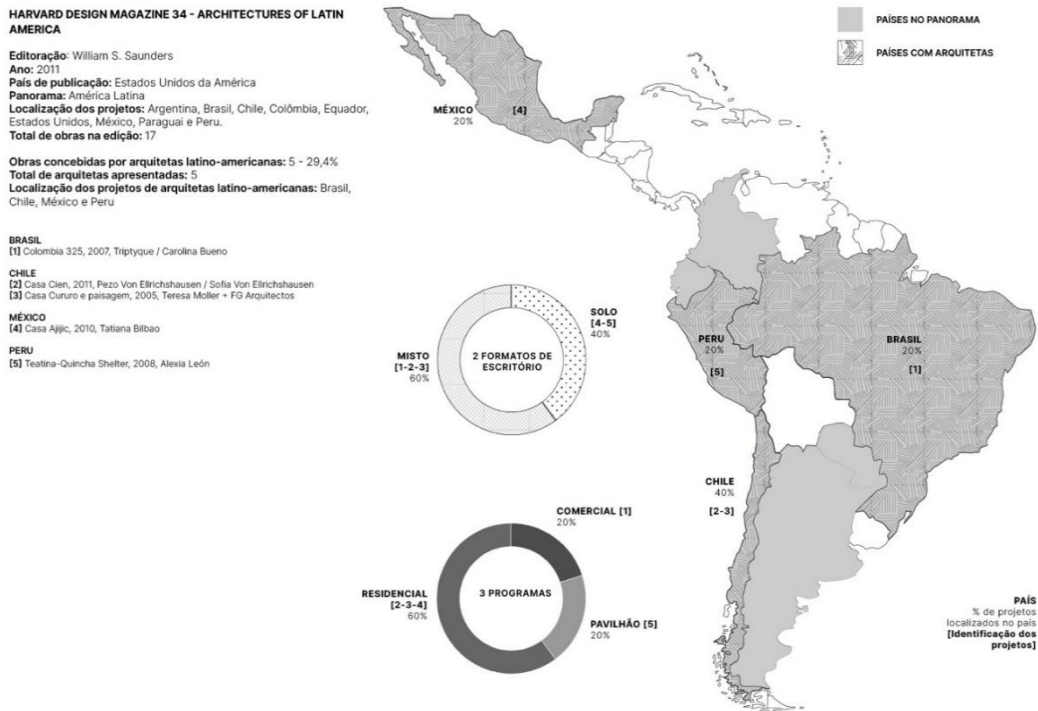 HARVARD DESIGN MAGAZINE 34 - ARCHITECTURES OF LATIN
AMERICA
Editoração: William S. Saunders
Ano: 2011
País de publicação: Estados Unidos da América
Panorama: América Latina
Localização dos projetos: Argentina, Brasil, Chile, Colômbia, Equador,
Estados Unidos, México, Paraguai e Peru.
Total de obras na edição: 17
Obras concebidas por arquitetas latino-americanas: 5 - 29,4%
Total de arquitetas apresentadas: 5
Localização dos projetos de arquitetas latino-americanas: Brasil,
Chile, México e Peru
BRASIL
[1] Colombia 325, 2007, Triptyque / Carolina Bueno
CHILE
[2] Casa Cien, 2011, Pezo Von Ellrichshausen / Sofia Von Ellrichshausen
[3] Casa Cururo e paisagem, 2005, Teresa Moller + FG Arquitectos
MÉXICO
[4] Casa Ajijic, 2010, Tatiana Bilbao
PERU
[5] Teatina-Quincha Shelter, 2008, Alexia León
PAÍSES NO PANORAMA
PAÍSES COM ARQUITETAS
MÉXICO
20%
[4]
PERU
20%
[5]
BRASIL
20%
[1]
CHILE
40%
[2-3]
SOLO
[4-5]
40%
MISTO
[1-2-3]
60%
2 FORMATOS DE
ESCRITÓRIO
COMERCIAL [1]
20%
RESIDENCIAL
[2-3-4]
60%
3 PROGRAMAS
PAVILHÃO [5]
20%
PAÍS
% de projetos
localizados no país
[Identificação dos
projetos]